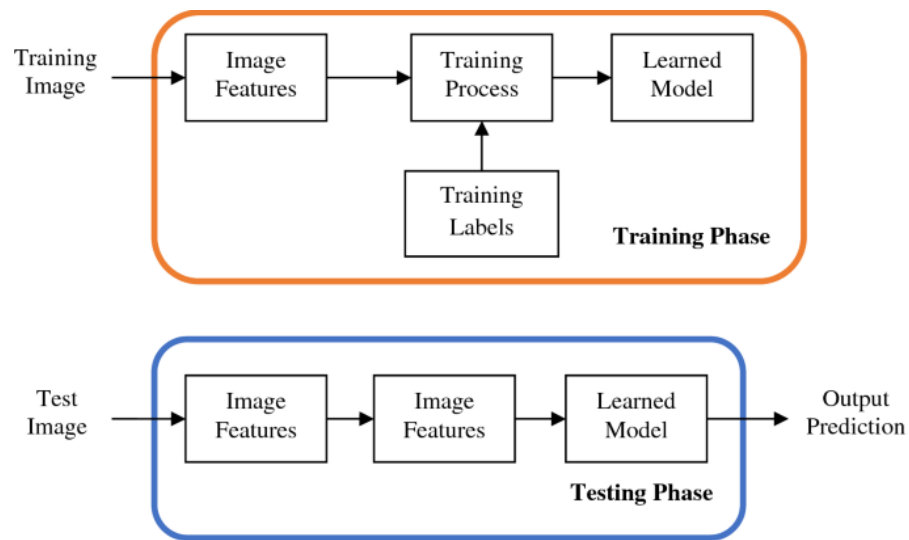 Training
Image
Image
Features
Training
Process
Learned
Model
Training
Labels
Training Phase
Test
Image
Image
Features
Image
Features
Learned
Model
Output
Prediction
Testing Phase